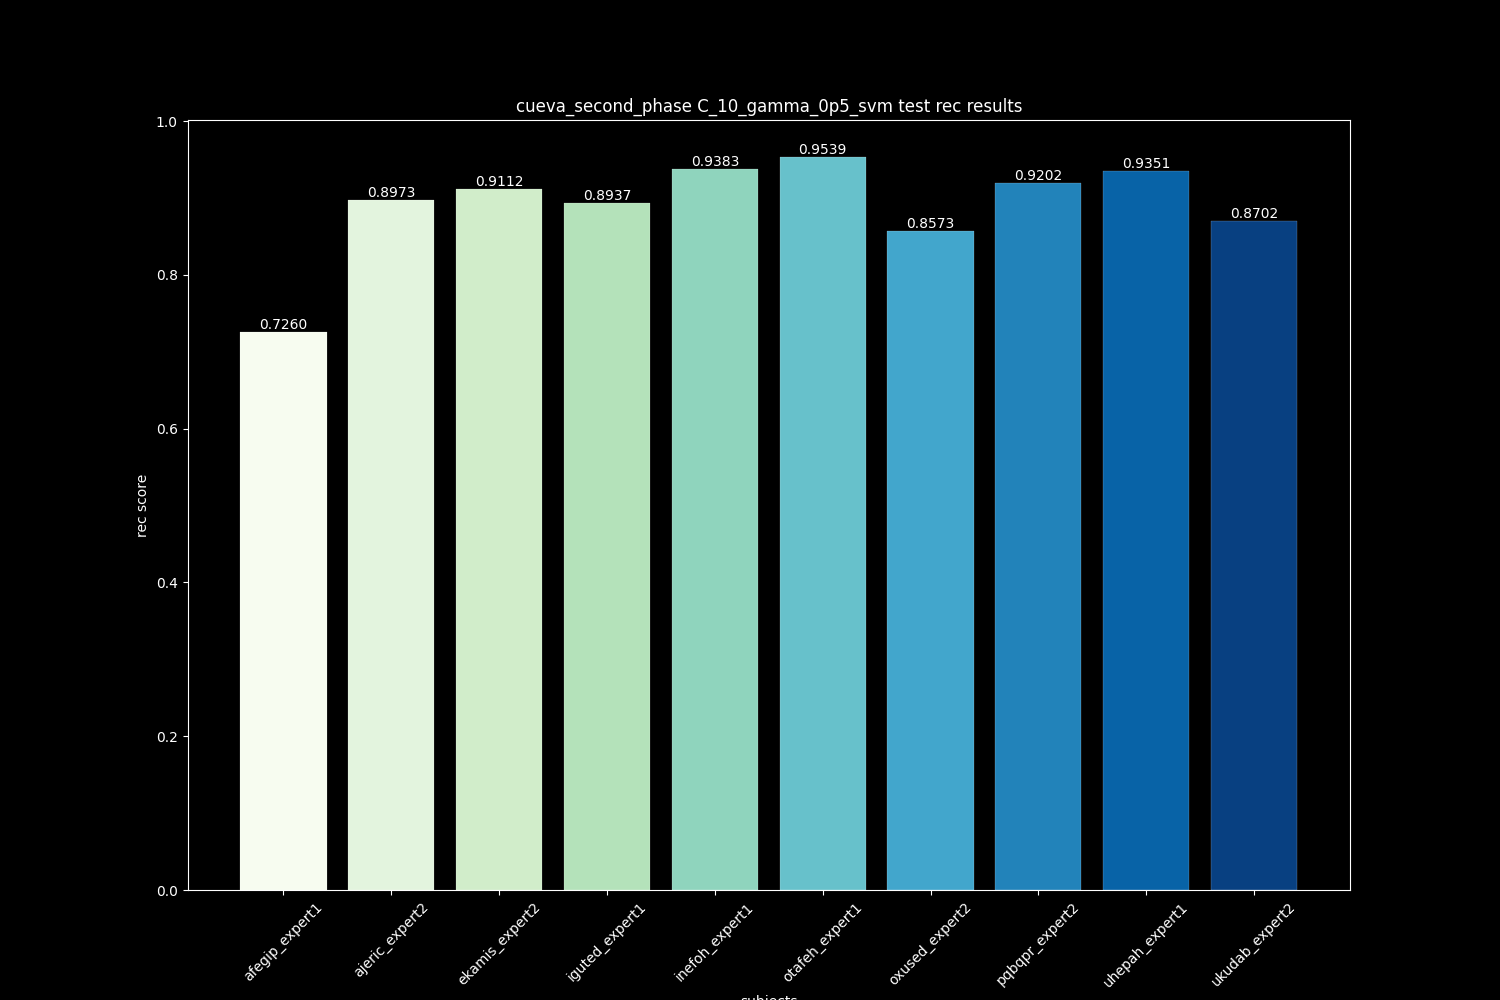 cueva_second_phase C_10_gamma_0p5_svm test rec results
1.0
0.8
0.6
0.4
0.2
0.0
rec score
0.7260
0.8973
0.9112
0.8937
0.9383
0.9539
0.8573
0.9202
0.9351
0.8702
afegip_expert1
ajeric_expert2
ekamis_expert2
iguted_expert1
inefoh_expert1
otafeh_expert1
oxused_expert2
pqbqpr_expert2
uhepah_expert1
ukudab_expert2
subjects